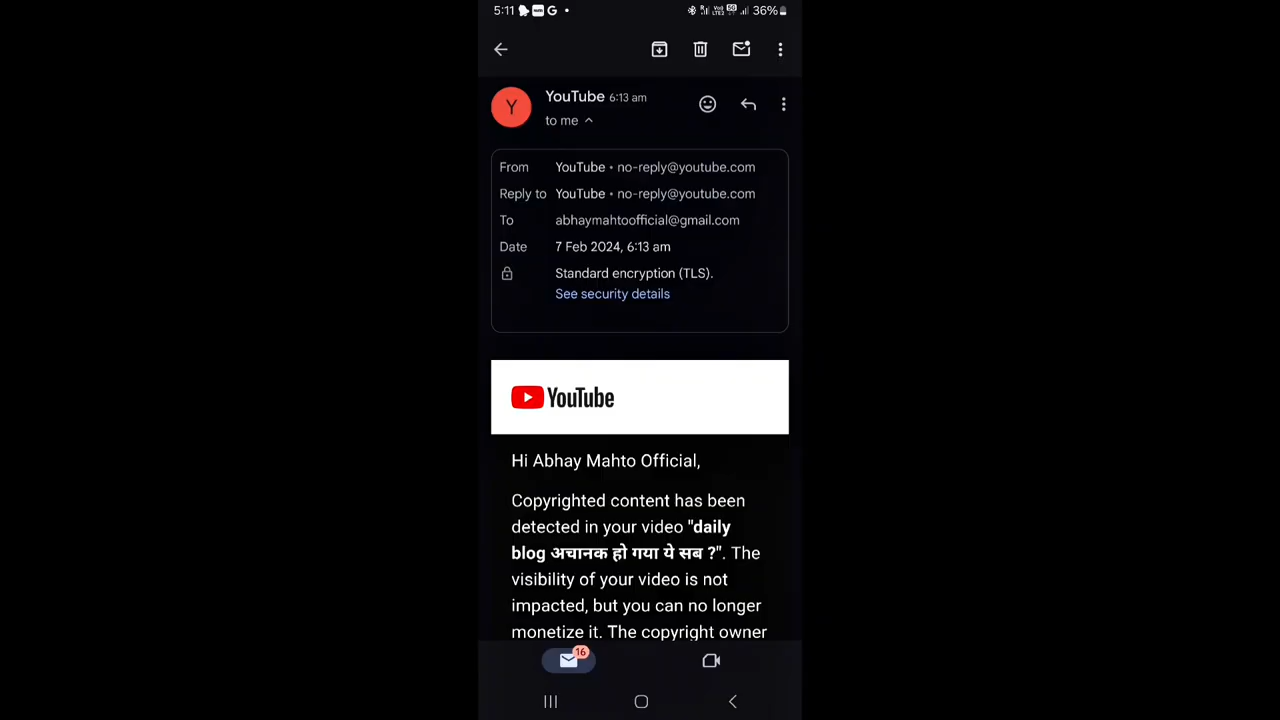 5:11 G 36%
Y YouTube 6:13 am
to me
From YouTube • no-reply@youtube.com
Reply to YouTube • no-reply@youtube.com
To abhaymahtoofficial@gmail.com
Date 7 Feb 2024, 6:13 am
Standard encryption (TLS).
See security details
YouTube
Hi Abhay Mahto Official,
Copyrighted content has been
detected in your video "daily
blog अचानक हो गया ये सब ?". The
visibility of your video is not
impacted, but you can no longer
monetize it. The copyright owner
16